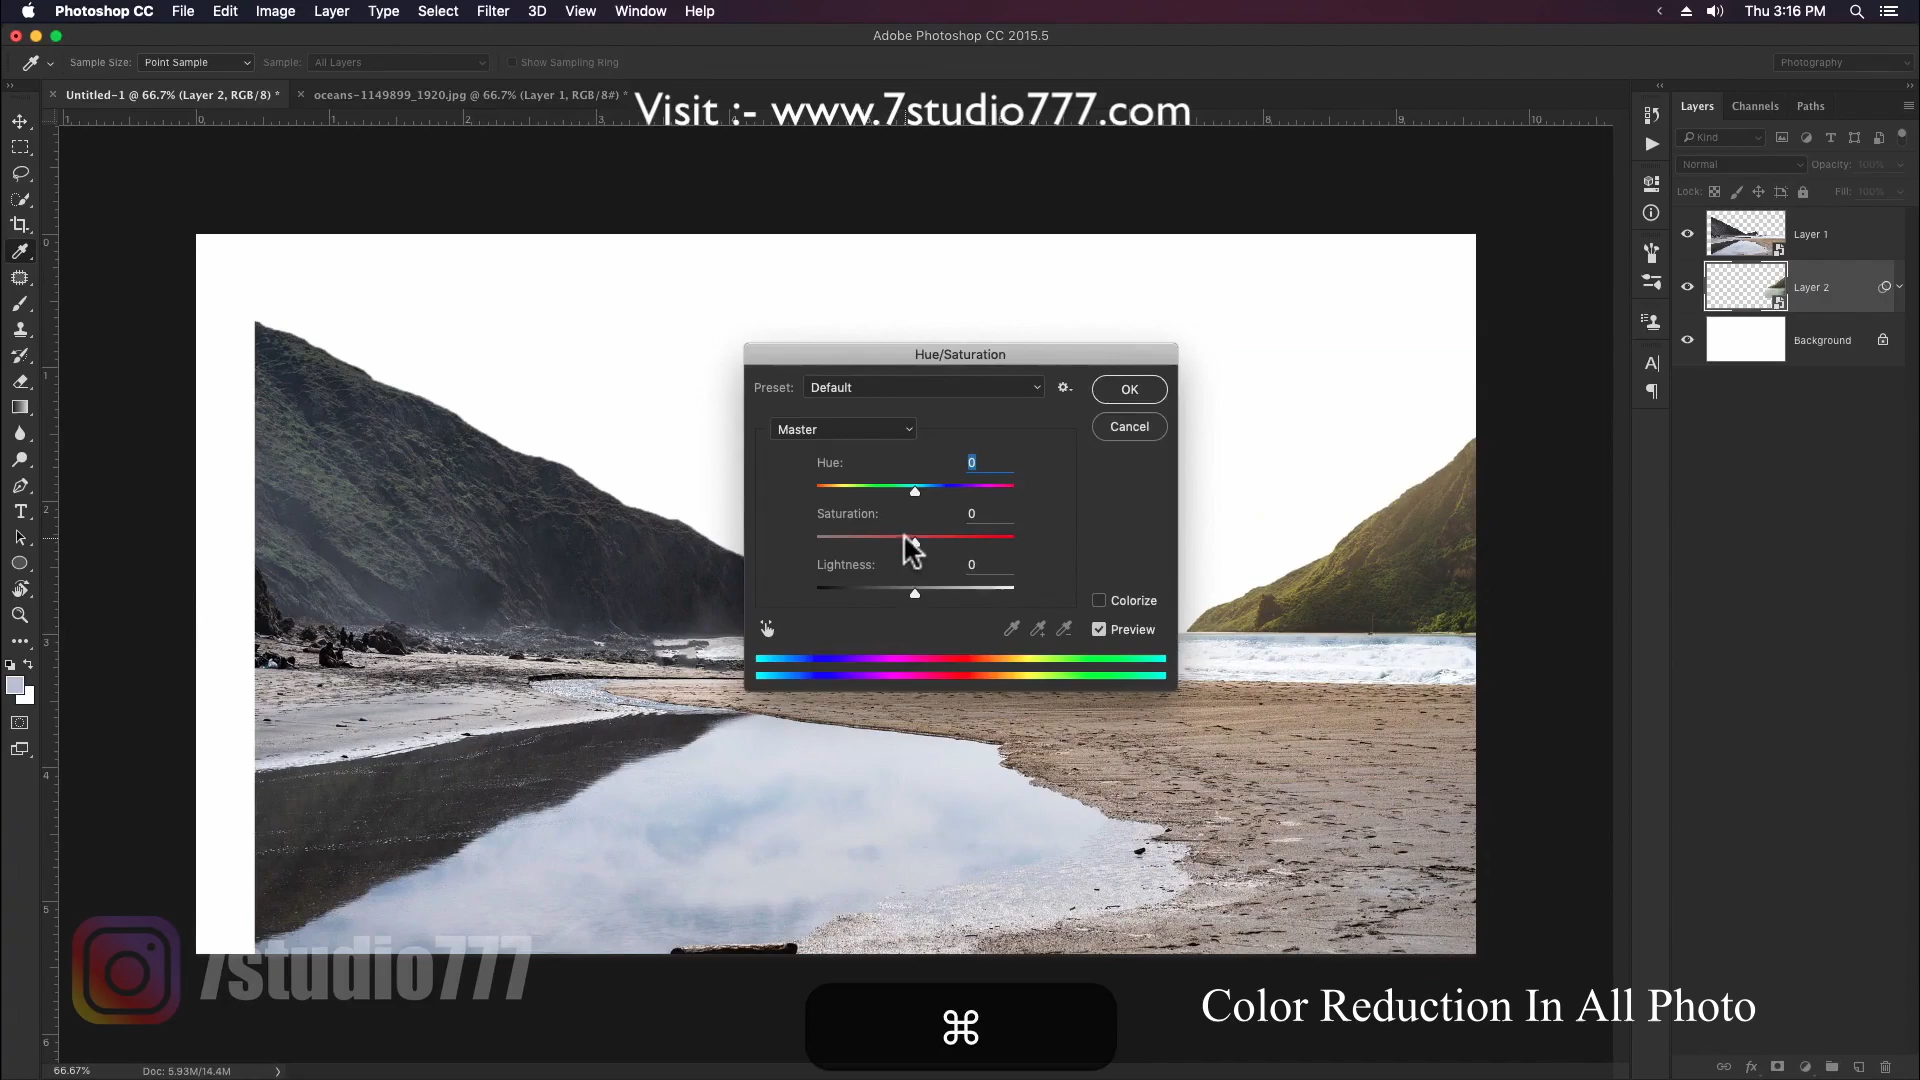 Photoshop CC File Edit Image Layer Type Select Filter 3D View Window Help Thu 3:16 PM
Adobe Photoshop CC 2015.5
Sample Size: Point Sample Sample: All Layers Show Sampling Ring Photography
Untitled-1 @ 66.7% (Layer 2, RGB/8) * oceans-1149899_1920.jpg @ 66.7% (Layer 1, RGB/8#) *
Visit :- www.7studio777.com
Layers Channels Paths
Kind
Normal Opacity: 100%
Lock: Fill: 100%
Layer 1
Layer 2
Background
Hue/Saturation
Preset: Default OK
Cancel
Master
Hue: 0
Saturation: 0
Lightness: 0
Colorize
Preview
7studio777
Color Reduction In All Photo
⌘
66.67% Doc: 5.93M/14.4M